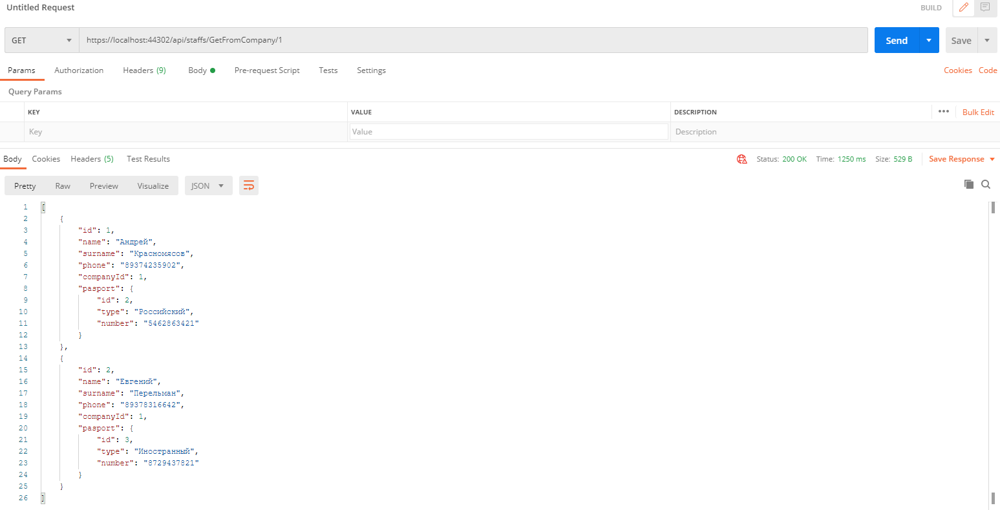 Untitled Request
BUILD
GET
https://localhost:44302/api/staffs/GetFromCompany/1
Send
Save
Params Authorization Headers (9) Body Pre-request Script Tests Settings Cookies Code
Query Params
KEY VALUE DESCRIPTION ••• Bulk Edit
Key Value Description
Body Cookies Headers (5) Test Results Status: 200 OK Time: 1250 ms Size: 529 B Save Response
Pretty Raw Preview Visualize JSON
1 [
2 {
3 "id": 1,
4 "name": "Андрей",
5 "surname": "Красномясов",
6 "phone": "89374235902",
7 "companyId": 1,
8 "pasport": {
9 "id": 2,
10 "type": "Российский",
11 "number": "5462863421"
12 }
13 },
14 {
15 "id": 2,
16 "name": "Евгений",
17 "surname": "Перельман",
18 "phone": "89378316642",
19 "companyId": 1,
20 "pasport": {
21 "id": 3,
22 "type": "Иностранный",
23 "number": "8729437821"
24 }
25 }
26 ]